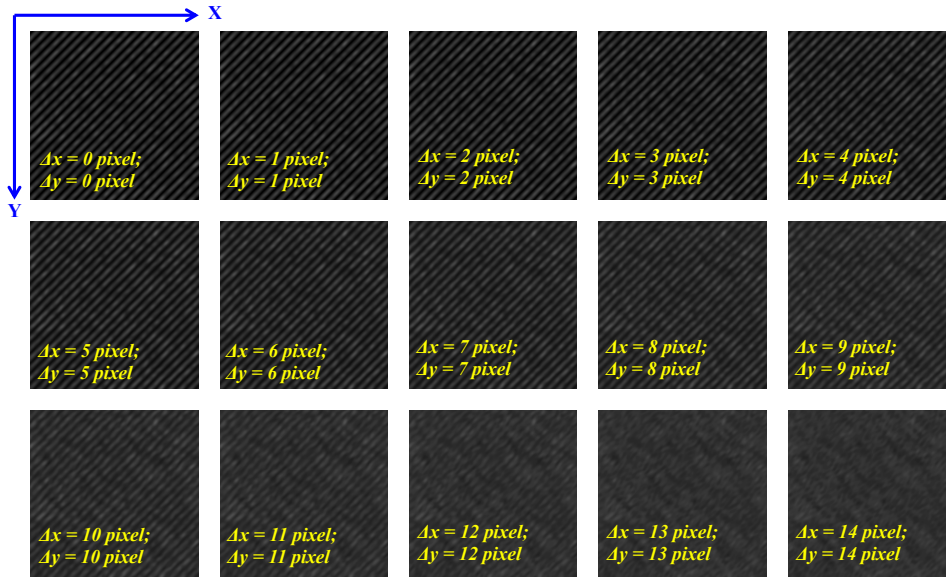 X
Y
Δx = 0 pixel;
Δy = 0 pixel
Δx = 1 pixel;
Δy = 1 pixel
Δx = 2 pixel;
Δy = 2 pixel
Δx = 3 pixel;
Δy = 3 pixel
Δx = 4 pixel;
Δy = 4 pixel
Δx = 5 pixel;
Δy = 5 pixel
Δx = 6 pixel;
Δy = 6 pixel
Δx = 7 pixel;
Δy = 7 pixel
Δx = 8 pixel;
Δy = 8 pixel
Δx = 9 pixel;
Δy = 9 pixel
Δx = 10 pixel;
Δy = 10 pixel
Δx = 11 pixel;
Δy = 11 pixel
Δx = 12 pixel;
Δy = 12 pixel
Δx = 13 pixel;
Δy = 13 pixel
Δx = 14 pixel;
Δy = 14 pixel